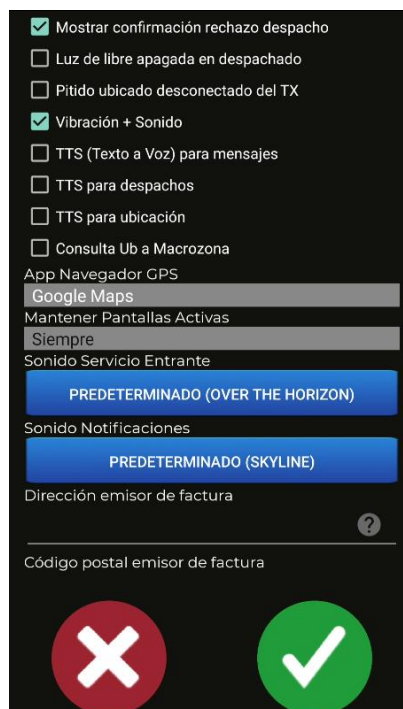 Mostrar confirmación rechazo despacho
Luz de libre apagada en despachado
Pitido ubicado desconectado del TX
Vibración + Sonido
TTS (Texto a Voz) para mensajes
TTS para despachos
TTS para ubicación
Consulta Ub a Macrozona
App Navegador GPS
Google Maps
Mantener Pantallas Activas
Siempre
Sonido Servicio Entrante
PREDETERMINADO (OVER THE HORIZON)
Sonido Notificaciones
PREDETERMINADO (SKYLINE)
Dirección emisor de factura
?
Código postal emisor de factura